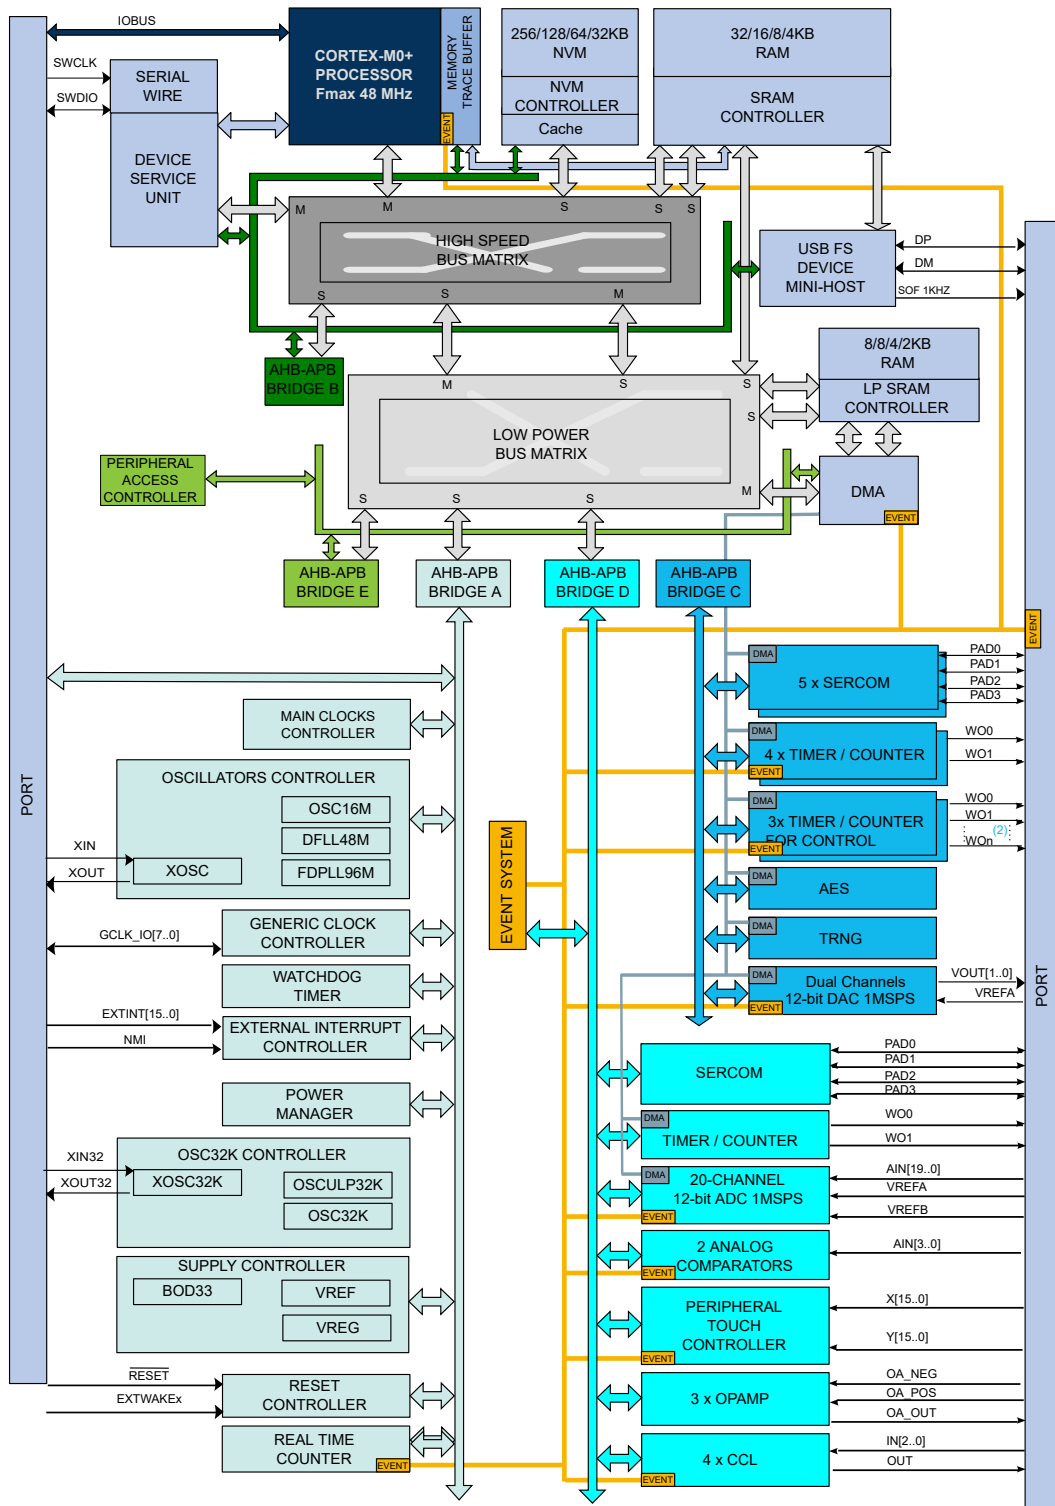 IOBUS
SWCLK
SWDIO
SERIAL
WIRE
DEVICE
SERVICE
UNIT
CORTEX-M0+
PROCESSOR
Fmax 48 MHz
MEMORY
TRACE BUFFER
EVENT
256/128/64/32KB
NVM
NVM
CONTROLLER
Cache
32/16/8/4KB
RAM
SRAM
CONTROLLER
M
M
S
S
S
HIGH SPEED
BUS MATRIX
S
S
M
USB FS
DEVICE
MINI-HOST
DP
DM
SOF 1KHZ
AHB-APB
BRIDGE B
M
S
S
S
LOW POWER
BUS MATRIX
S
S
S
M
8/8/4/2KB
RAM
LP SRAM
CONTROLLER
PERIPHERAL
ACCESS
CONTROLLER
DMA
EVENT
AHB-APB
BRIDGE E
AHB-APB
BRIDGE A
AHB-APB
BRIDGE D
AHB-APB
BRIDGE C
EVENT
PORT
PORT
MAIN CLOCKS
CONTROLLER
OSCILLATORS CONTROLLER
OSC16M
DFLL48M
FDPLL96M
XOSC
XIN
XOUT
GCLK_IO[7..0]
GENERIC CLOCK
CONTROLLER
WATCHDOG
TIMER
EXTINT[15..0]
NMI
EXTERNAL INTERRUPT
CONTROLLER
POWER
MANAGER
XIN32
XOUT32
OSC32K CONTROLLER
XOSC32K
OSCULP32K
OSC32K
SUPPLY CONTROLLER
BOD33
VREF
VREG
RESET
EXTWAKEx
RESET
CONTROLLER
REAL TIME
COUNTER
EVENT
EVENT SYSTEM
DMA
5 x SERCOM
PAD0
PAD1
PAD2
PAD3
DMA
4 x TIMER / COUNTER
EVENT
WO0
WO1
DMA
3x TIMER / COUNTER
FOR CONTROL
EVENT
WO0
WO1
(2)
WOn
DMA
AES
DMA
TRNG
DMA
Dual Channels
12-bit DAC 1MSPS
EVENT
VOUT[1..0]
VREFA
SERCOM
PAD0
PAD1
PAD2
PAD3
DMA
TIMER / COUNTER
WO0
WO1
DMA
20-CHANNEL
12-bit ADC 1MSPS
EVENT
AIN[19..0]
VREFA
VREFB
2 ANALOG
COMPARATORS
EVENT
AIN[3..0]
PERIPHERAL
TOUCH
CONTROLLER
EVENT
X[15..0]
Y[15..0]
3 x OPAMP
OA_NEG
OA_POS
OA_OUT
4 x CCL
EVENT
IN[2..0]
OUT